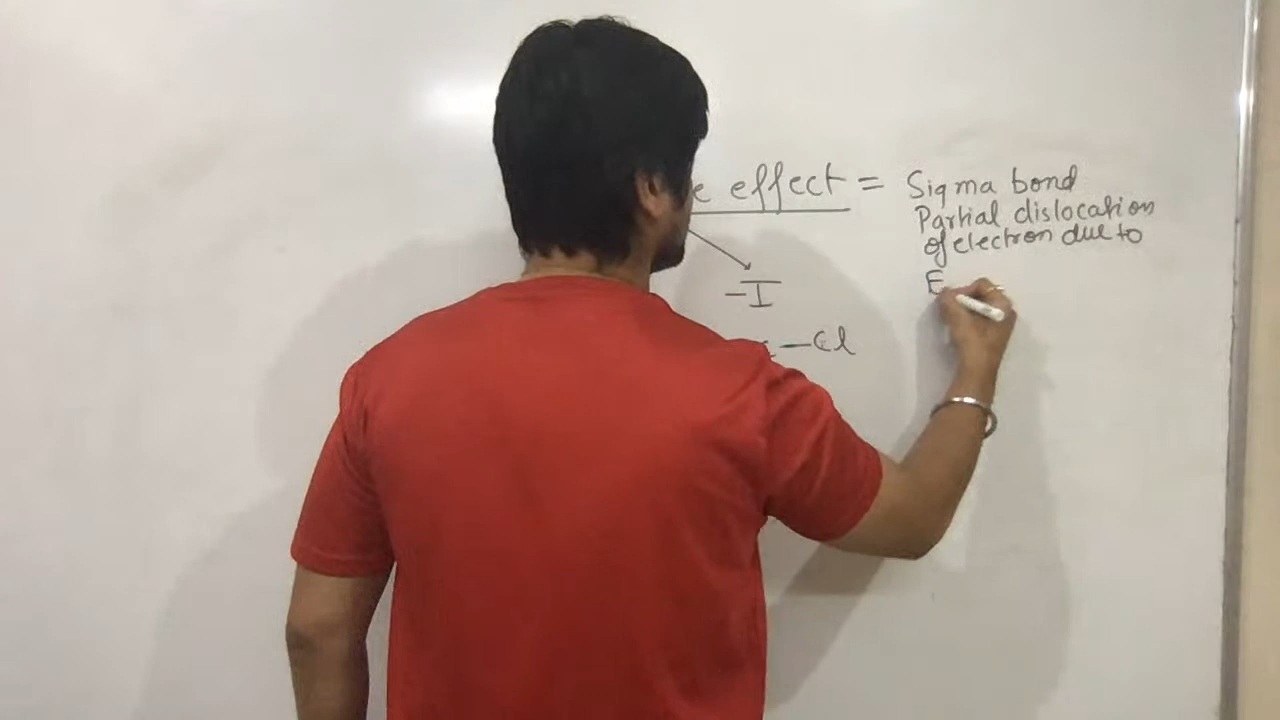 effect = Sigma bond
Partial dislocation
of electron due to
E
-I
-Cl